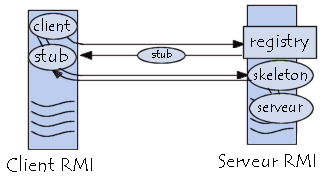 client
registry
stub
stub
skeleton
serveur
Client RMI
Serveur RMI